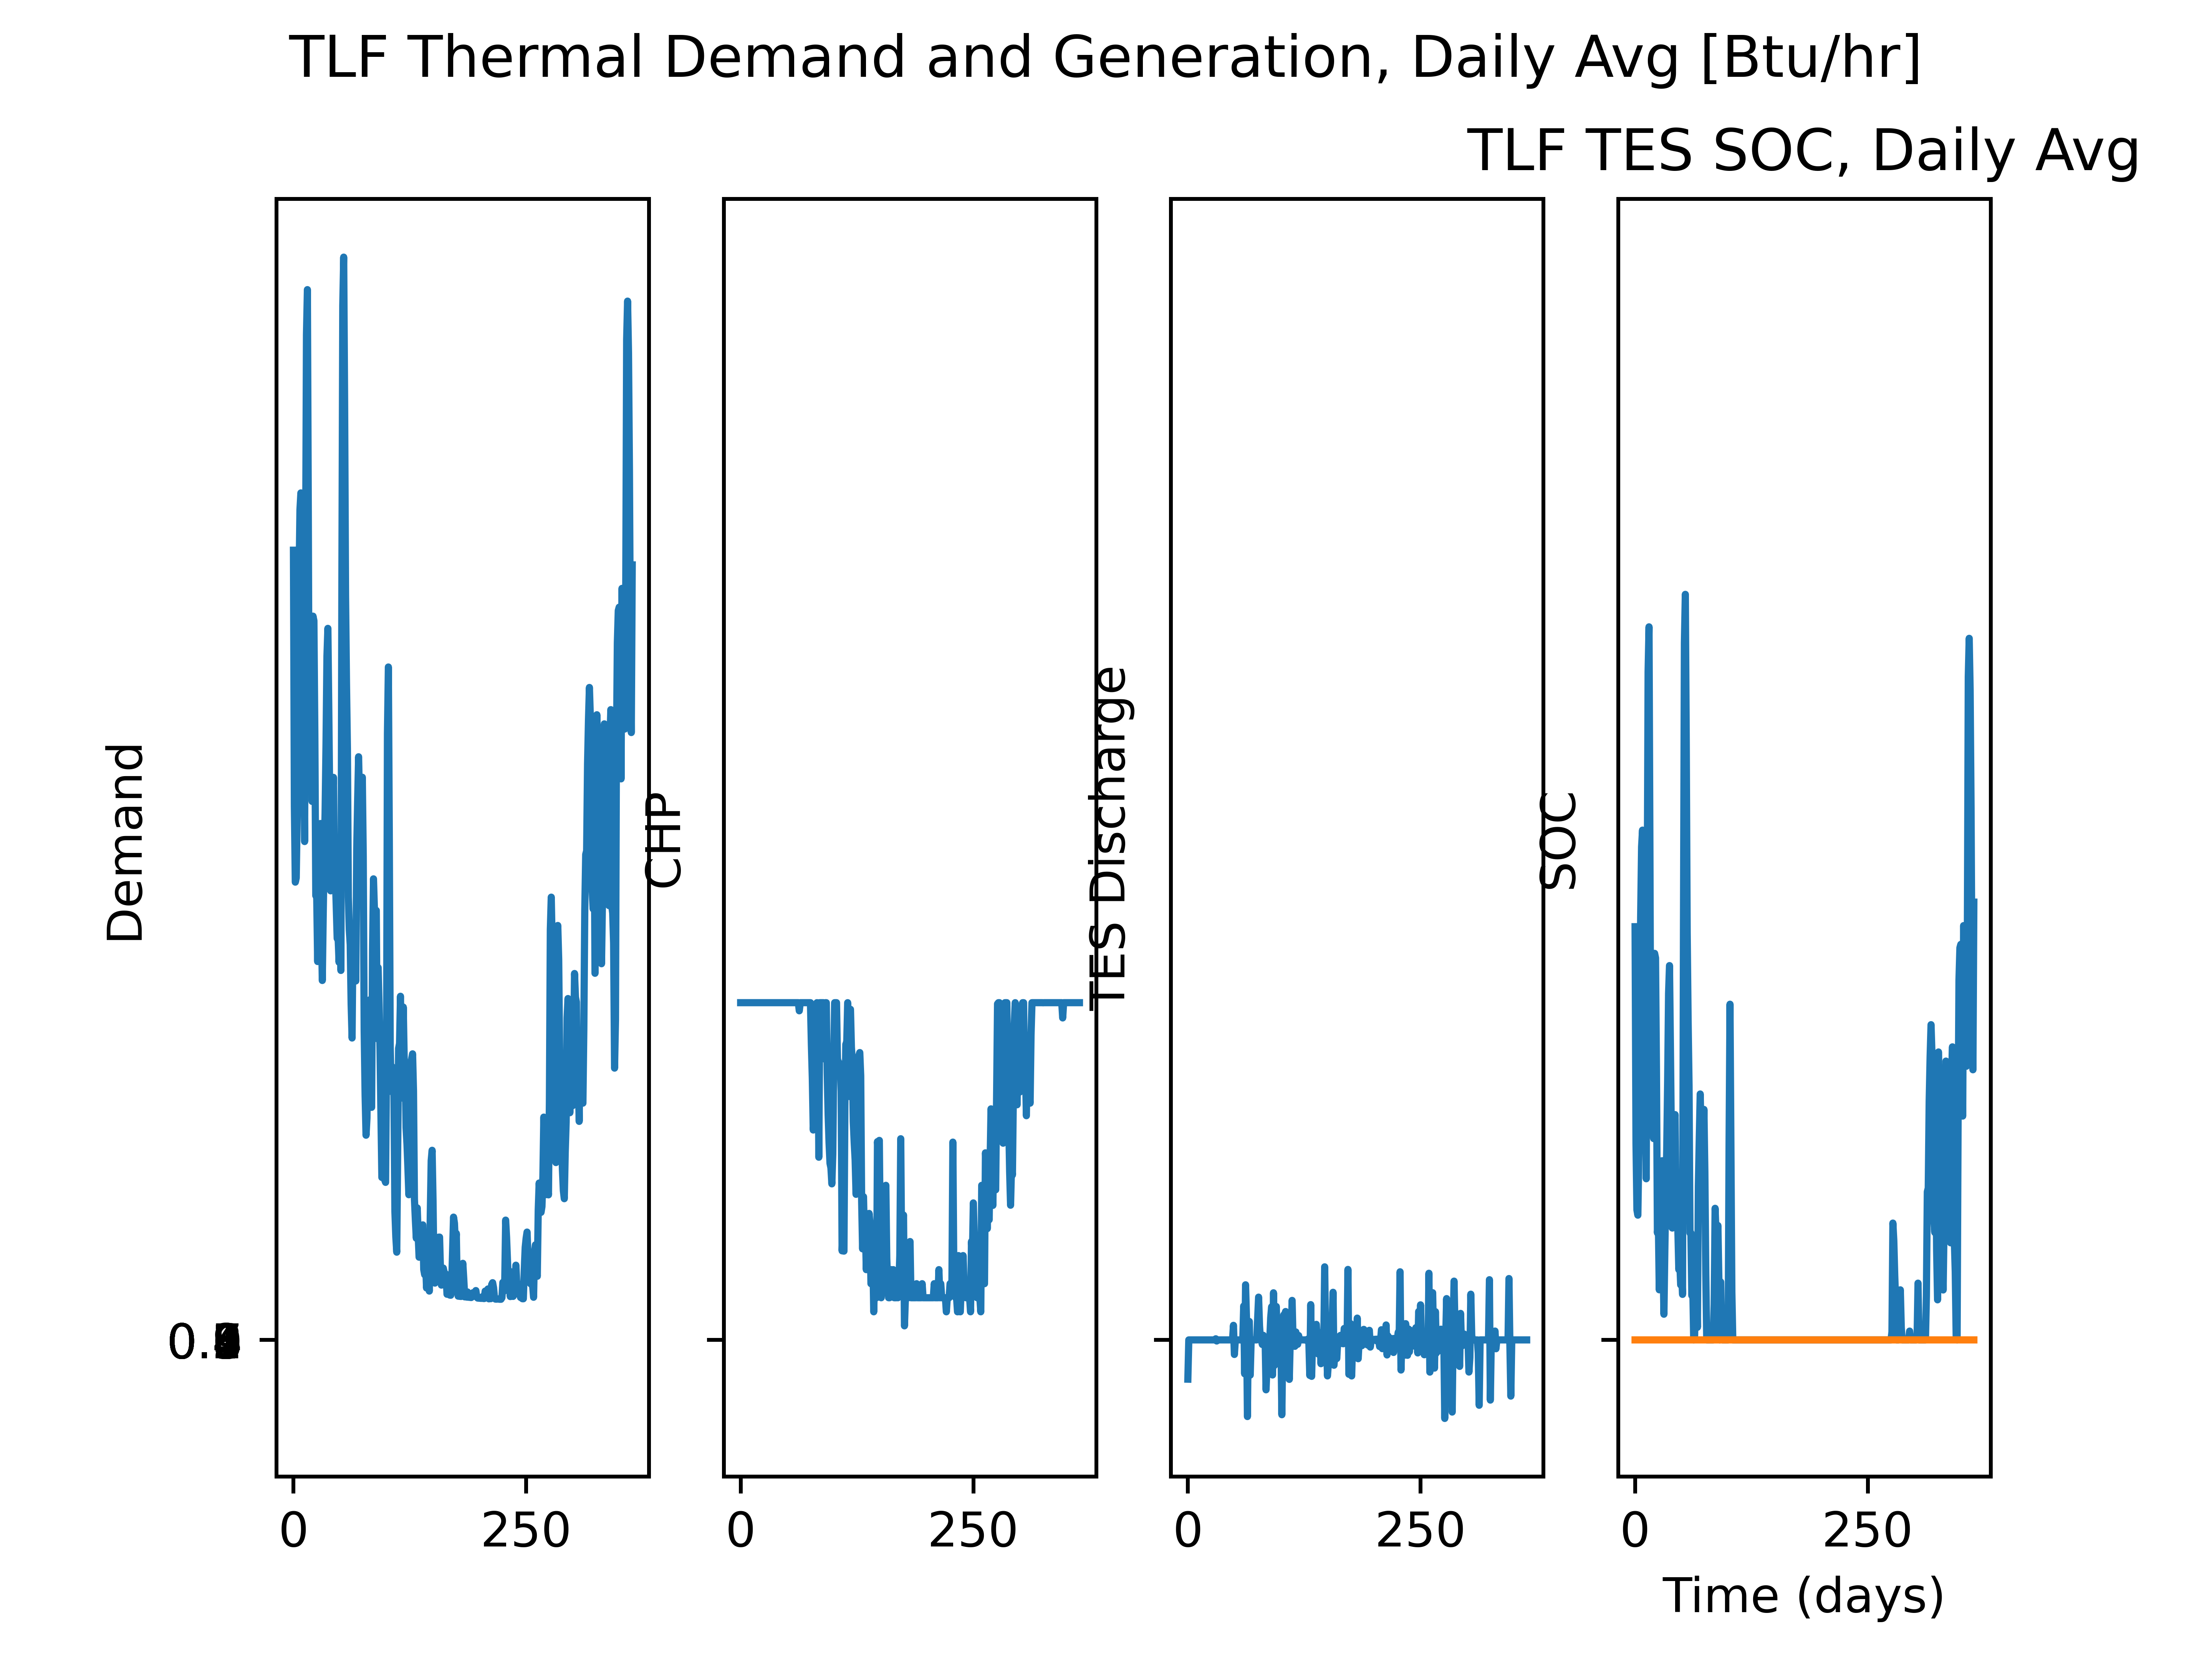 TLF Thermal Demand and Generation, Daily Avg [Btu/hr]
TLF TES SOC, Daily Avg
Demand
CHP
TES Discharge
SOC
0 250
0 250
0 250
0 250
Time (days)